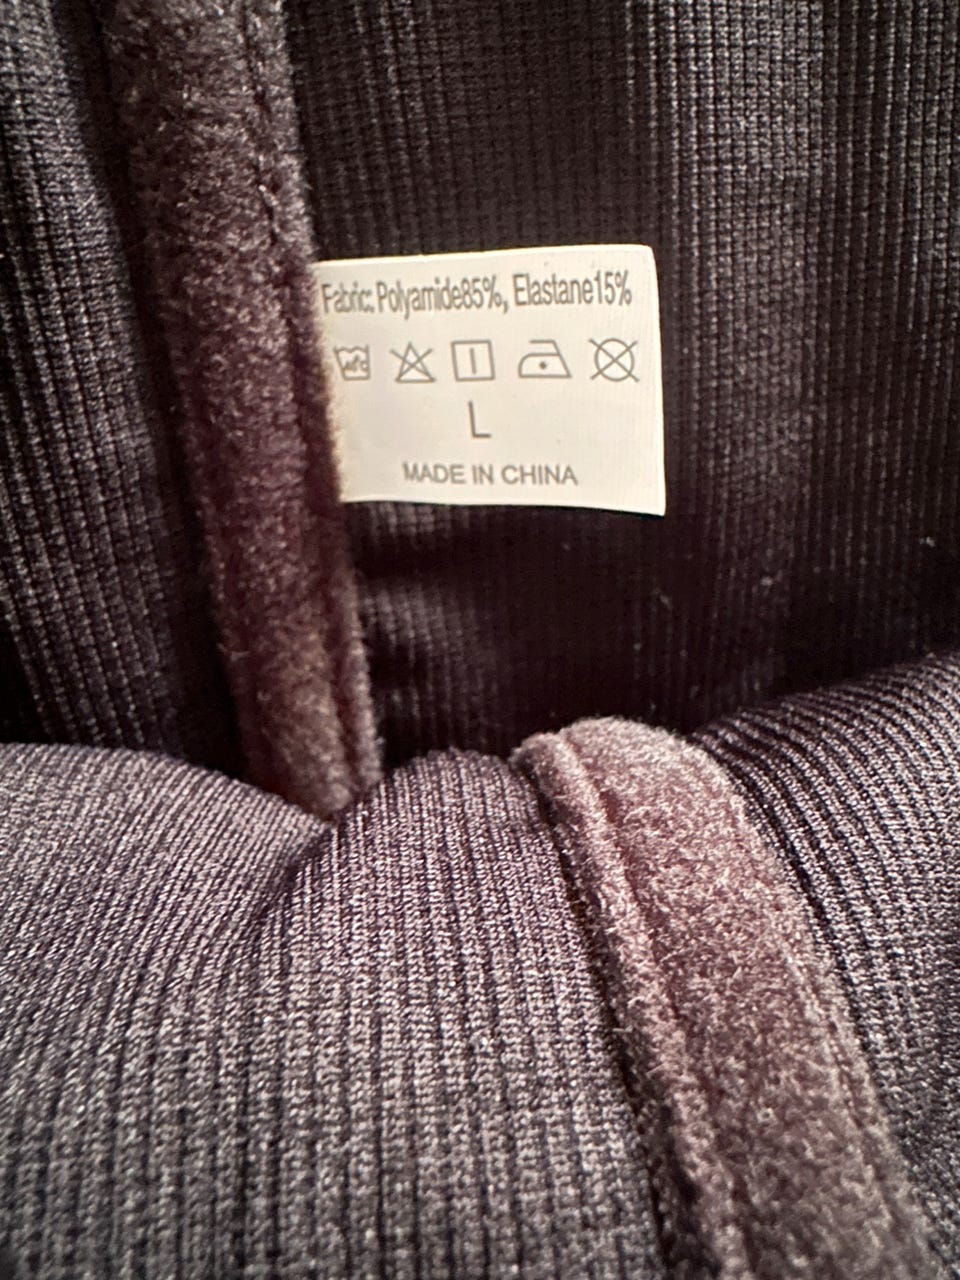 Fabric: Polyamide85%, Elastane15%
L
MADE IN CHINA